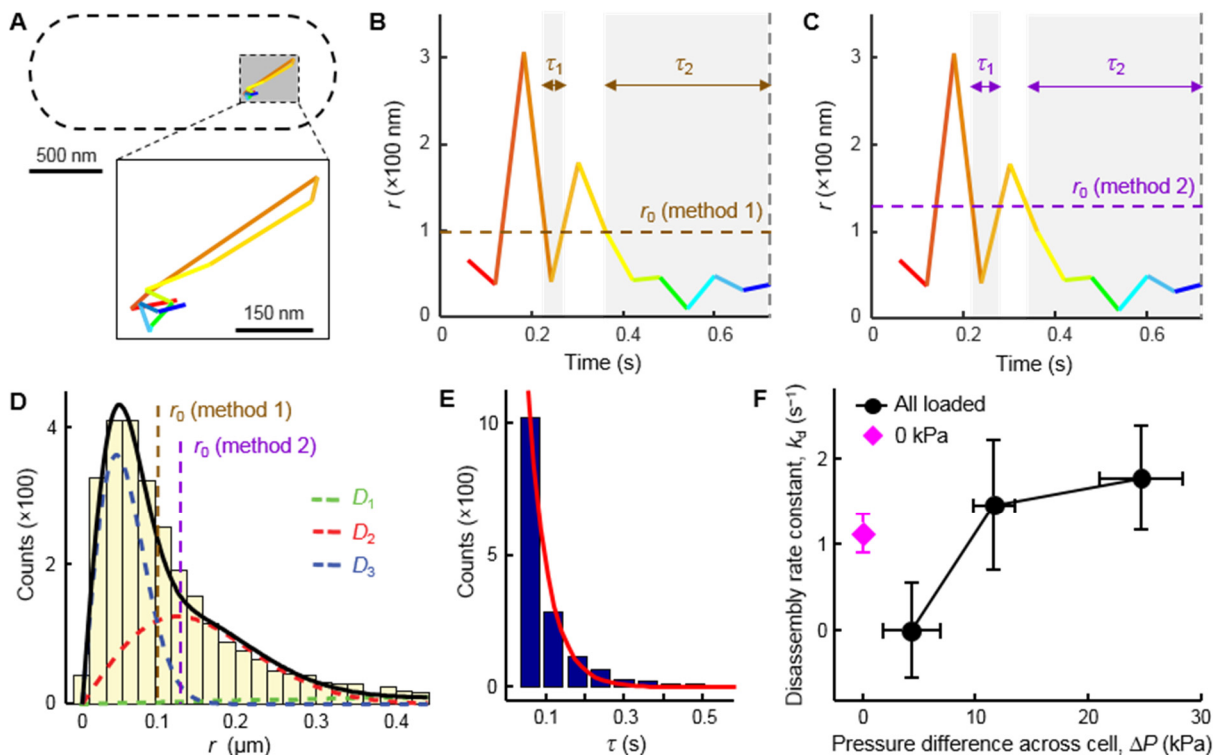 A
500 nm
150 nm
B
3
2
1
0
r (×100 nm)
τ₁
τ₂
r₀ (method 1)
0 0.2 0.4 0.6
Time (s)
C
3
2
1
0
r (×100 nm)
τ₁
τ₂
r₀ (method 2)
0 0.2 0.4 0.6
Time (s)
D
r₀ (method 1)
r₀ (method 2)
4
2
0
Counts (×100)
D₁
D₂
D₃
0 0.1 0.2 0.3 0.4
r (μm)
E
10
5
0
Counts (×100)
0.1 0.3 0.5
τ (s)
F
All loaded
0 kPa
2
1
0
Disassembly rate constant, k_d (s⁻¹)
0 10 20 30
Pressure difference across cell, ΔP (kPa)